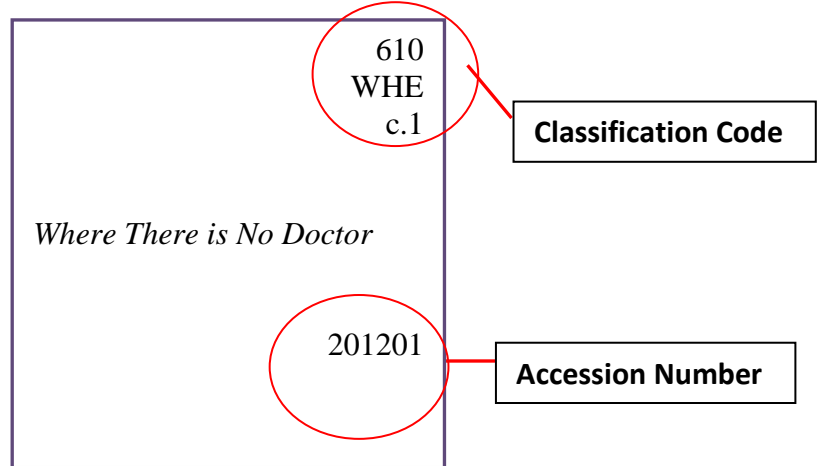 610
WHE
c.1
Classification Code
Where There is No Doctor
201201
Accession Number